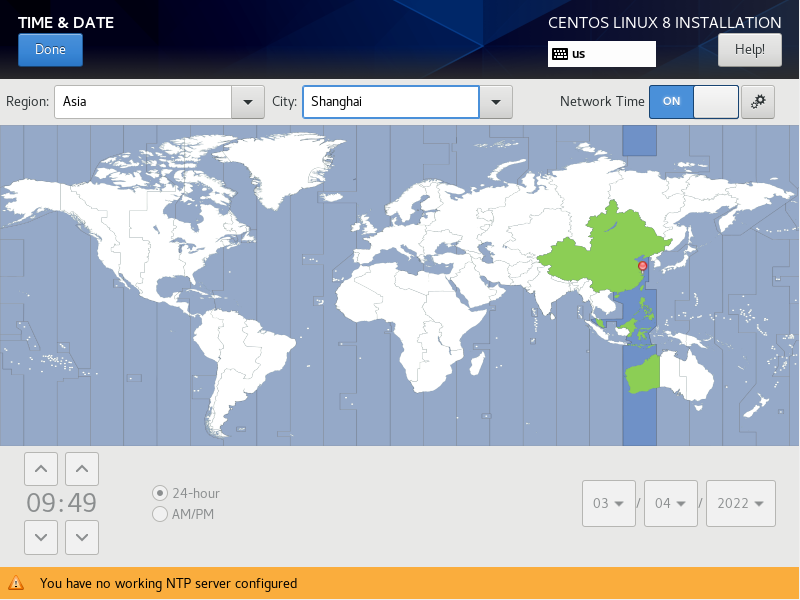 TIME & DATE
CENTOS LINUX 8 INSTALLATION
Done
us
Help!
Region: Asia City: Shanghai Network Time ON
09:49
24-hour
AM/PM
03 / 04 / 2022
You have no working NTP server configured